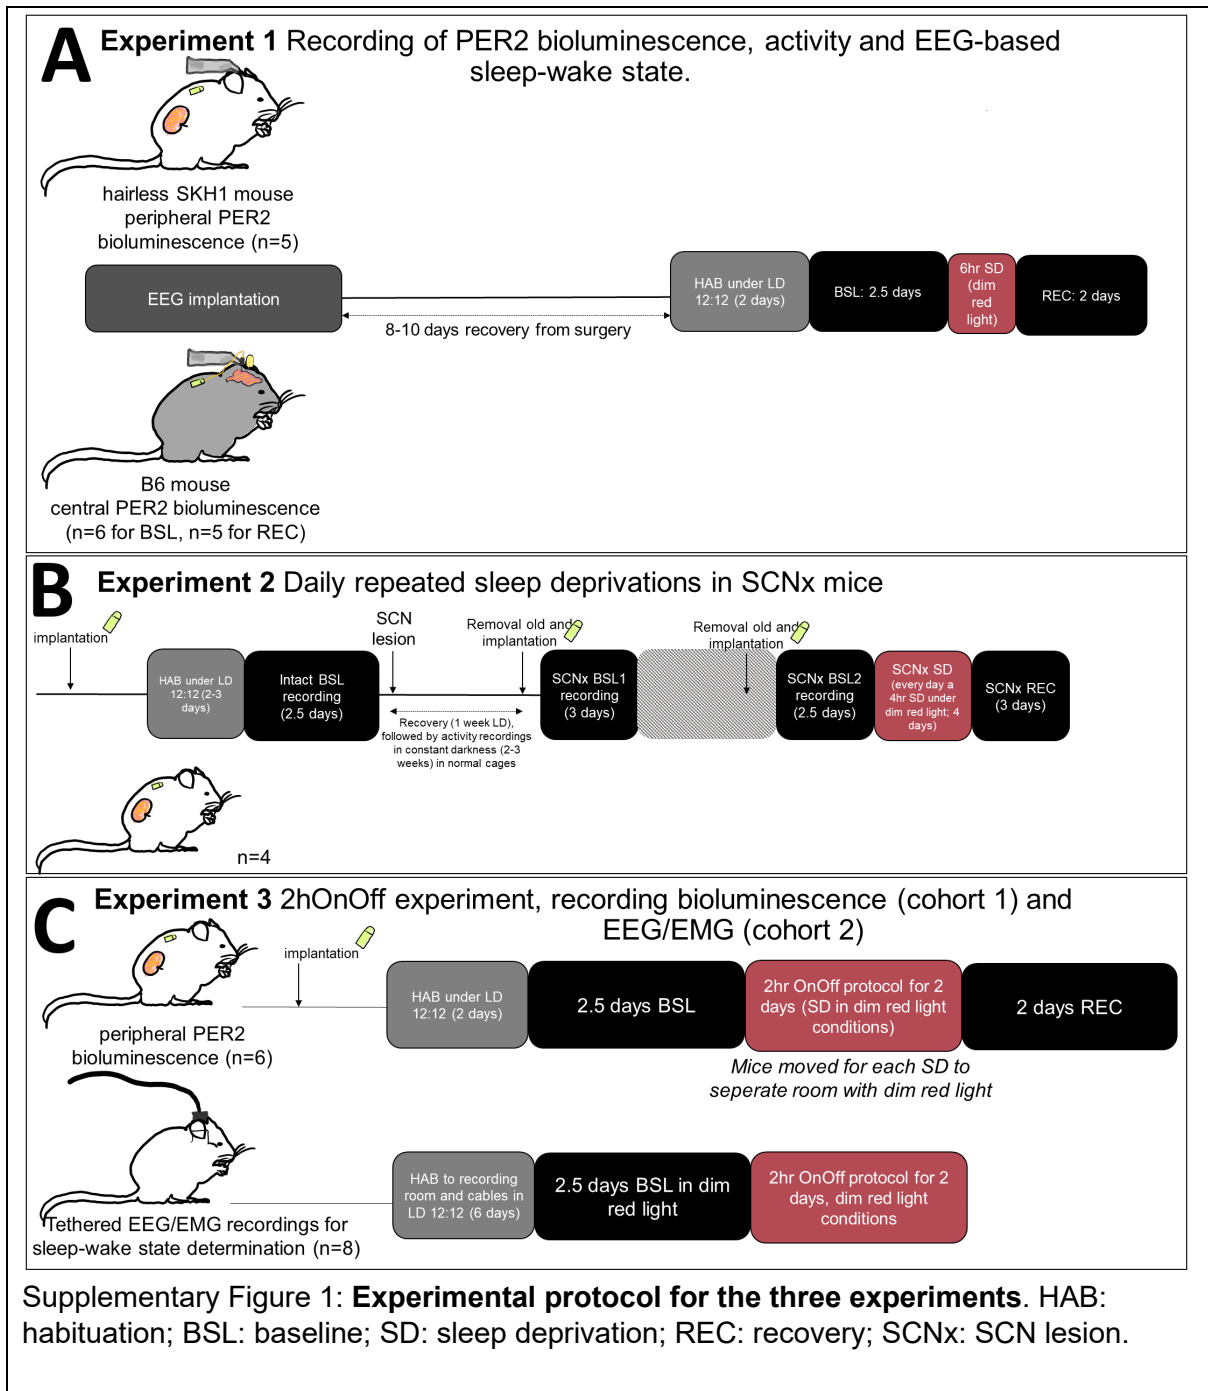 A
Experiment 1 Recording of PER2 bioluminescence, activity and EEG-based
sleep-wake state.
hairless SKH1 mouse
peripheral PER2
bioluminescence (n=5)
EEG implantation
8-10 days recovery from surgery
HAB under LD
12:12 (2 days)
BSL: 2.5 days
6hr SD
(dim
red
light)
REC: 2 days
B6 mouse
central PER2 bioluminescence
(n=6 for BSL, n=5 for REC)
B
Experiment 2 Daily repeated sleep deprivations in SCNx mice
implantation
HAB under LD
12:12 (2-3
days)
Intact BSL
recording
(2.5 days)
SCN
lesion
Removal old and
implantation
Recovery (1 week LD),
followed by activity recordings
in constant darkness (2-3
weeks) in normal cages
SCNx BSL1
recording
(3 days)
Removal old and
implantation
SCNx BSL2
recording
(2.5 days)
SCNx SD
(every day a
4hr SD under
dim red light; 4
days)
SCNx REC
(3 days)
n=4
C
Experiment 3 2hOnOff experiment, recording bioluminescence (cohort 1) and
EEG/EMG (cohort 2)
implantation
peripheral PER2
bioluminescence (n=6)
HAB under LD
12:12 (2 days)
2.5 days BSL
2hr OnOff protocol for 2
days (SD in dim red light
conditions)
2 days REC
Mice moved for each SD to
seperate room with dim red light
Tethered EEG/EMG recordings for
sleep-wake state determination (n=8)
HAB to recording
room and cables in
LD 12:12 (6 days)
2.5 days BSL in dim
red light
2hr OnOff protocol for 2
days, dim red light
conditions
Supplementary Figure 1: Experimental protocol for the three experiments. HAB:
habituation; BSL: baseline; SD: sleep deprivation; REC: recovery; SCNx: SCN lesion.